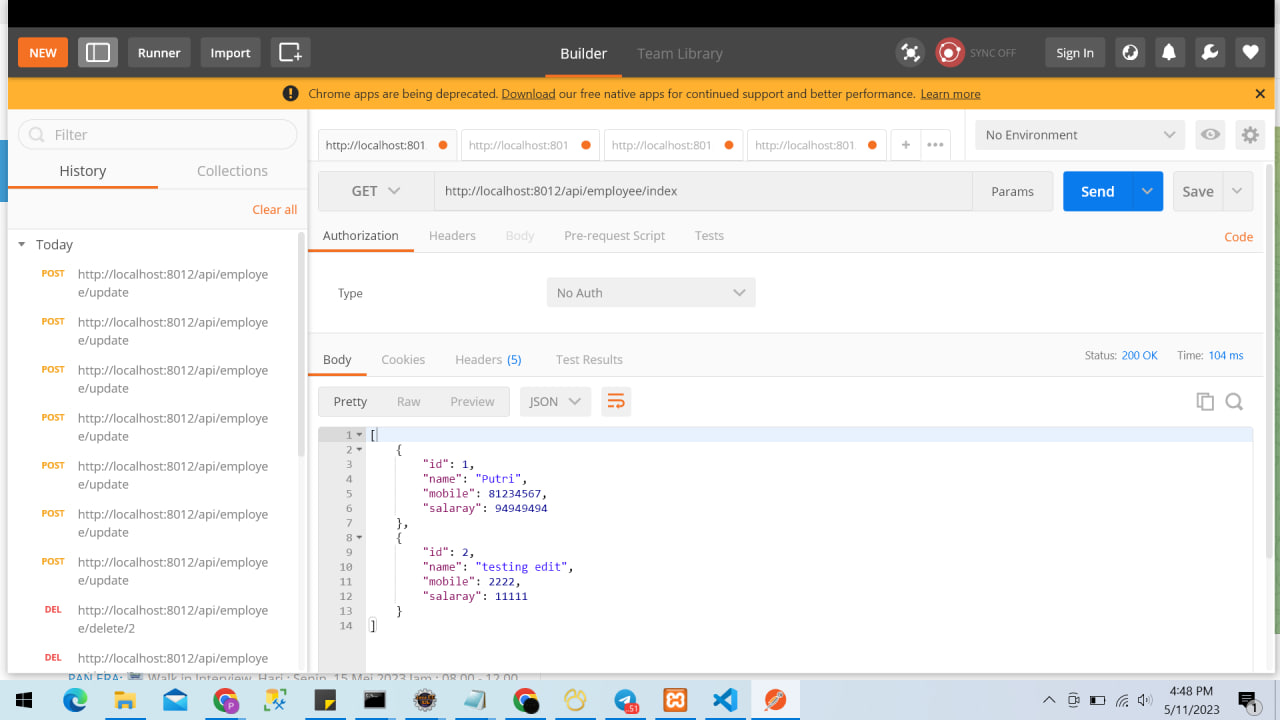 NEW Runner Import Builder Team Library SYNC OFF Sign In
Chrome apps are being deprecated. Download our free native apps for continued support and better performance. Learn more
Filter
History Collections
Clear all
Today
POST http://localhost:8012/api/employe
e/update
POST http://localhost:8012/api/employe
e/update
POST http://localhost:8012/api/employe
e/update
POST http://localhost:8012/api/employe
e/update
POST http://localhost:8012/api/employe
e/update
POST http://localhost:8012/api/employe
e/update
POST http://localhost:8012/api/employe
e/update
DEL http://localhost:8012/api/employe
e/delete/2
DEL http://localhost:8012/api/employe
http://localhost:801 http://localhost:801 http://localhost:801 http://localhost:801 + ••• No Environment
GET http://localhost:8012/api/employee/index Params Send Save
Authorization Headers Body Pre-request Script Tests Code
Type No Auth
Body Cookies Headers (5) Test Results Status: 200 OK Time: 104 ms
Pretty Raw Preview JSON
1 [
2 {
3 "id": 1,
4 "name": "Putri",
5 "mobile": 81234567,
6 "salaray": 94949494
7 },
8 {
9 "id": 2,
10 "name": "testing edit",
11 "mobile": 2222,
12 "salaray": 11111
13 }
14 ]
PAN ERA: Walk in Interview, Hari : Senin, 15 Mei 2023 Jam : 08.00 - 12.00
51
4:48 PM
5/11/2023
1